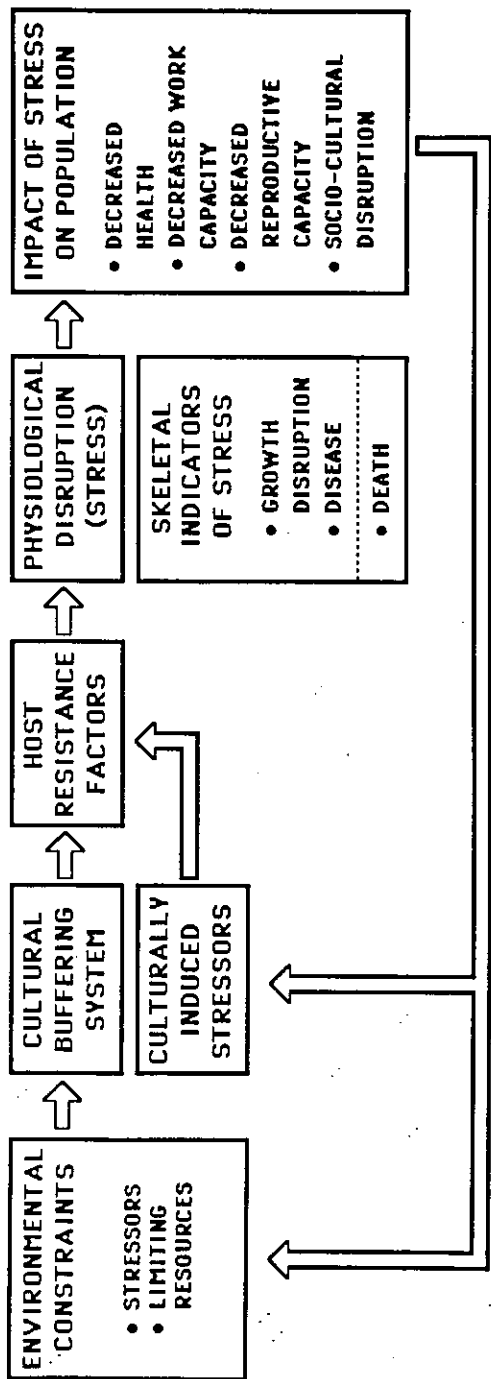 ENVIRONMENTAL
CONSTRAINTS
• STRESSORS
• LIMITING
RESOURCES
CULTURAL
BUFFERING
SYSTEM
CULTURALLY
INDUCED
STRESSORS
HOST
RESISTANCE
FACTORS
PHYSIOLOGICAL
DISRUPTION
(STRESS)
SKELETAL
INDICATORS
OF STRESS
• GROWTH
DISRUPTION
• DISEASE
• DEATH
IMPACT OF STRESS
ON POPULATION
• DECREASED
HEALTH
• DECREASED WORK
CAPACITY
• DECREASED
REPRODUCTIVE
CAPACITY
• SOCIO-CULTURAL
DISRUPTION